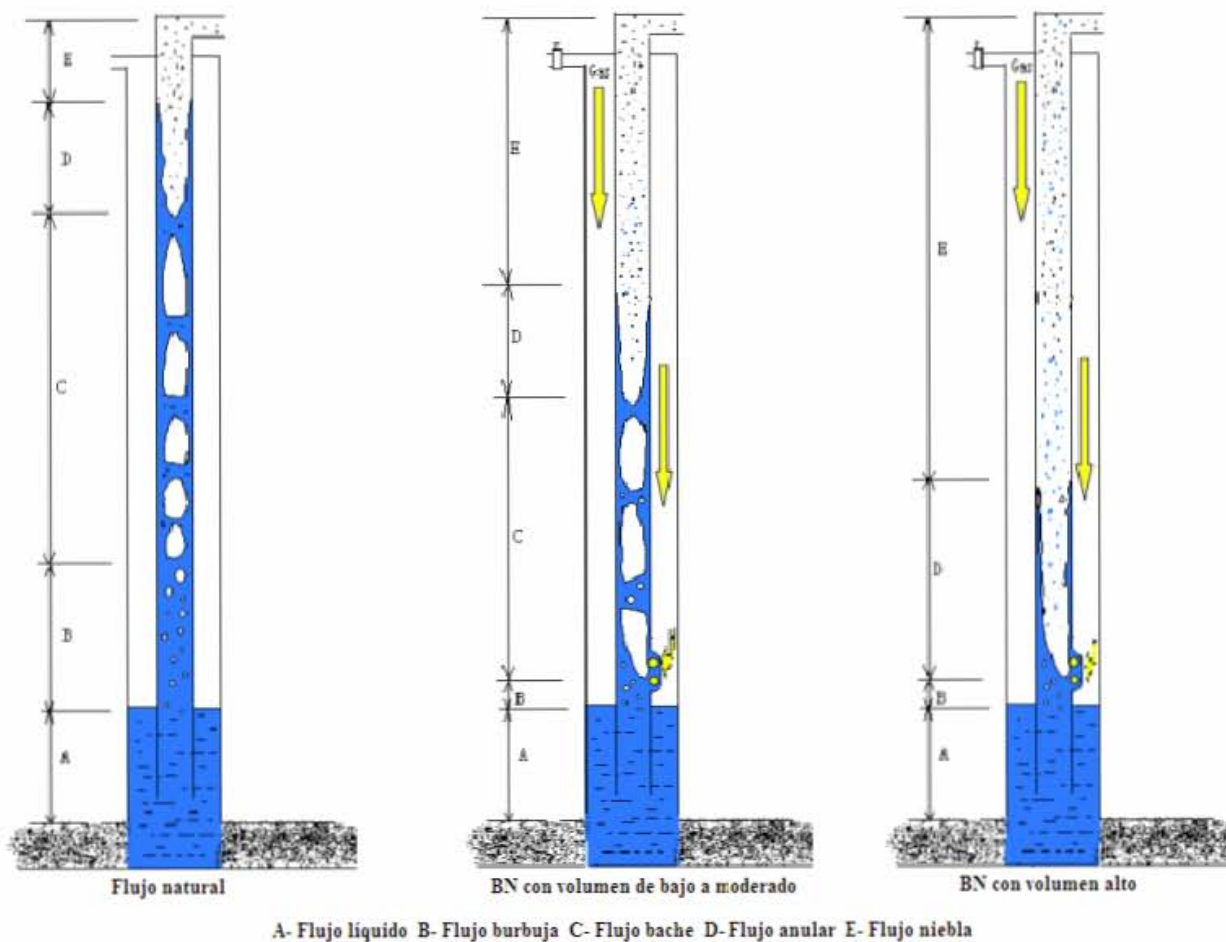 E
D
C
B
A
Flujo natural
Gas
E
D
C
B
A
BN con volumen de bajo a moderado
Gas
E
D
B
A
BN con volumen alto
A- Flujo líquido B- Flujo burbuja C- Flujo bache D- Flujo anular E- Flujo niebla